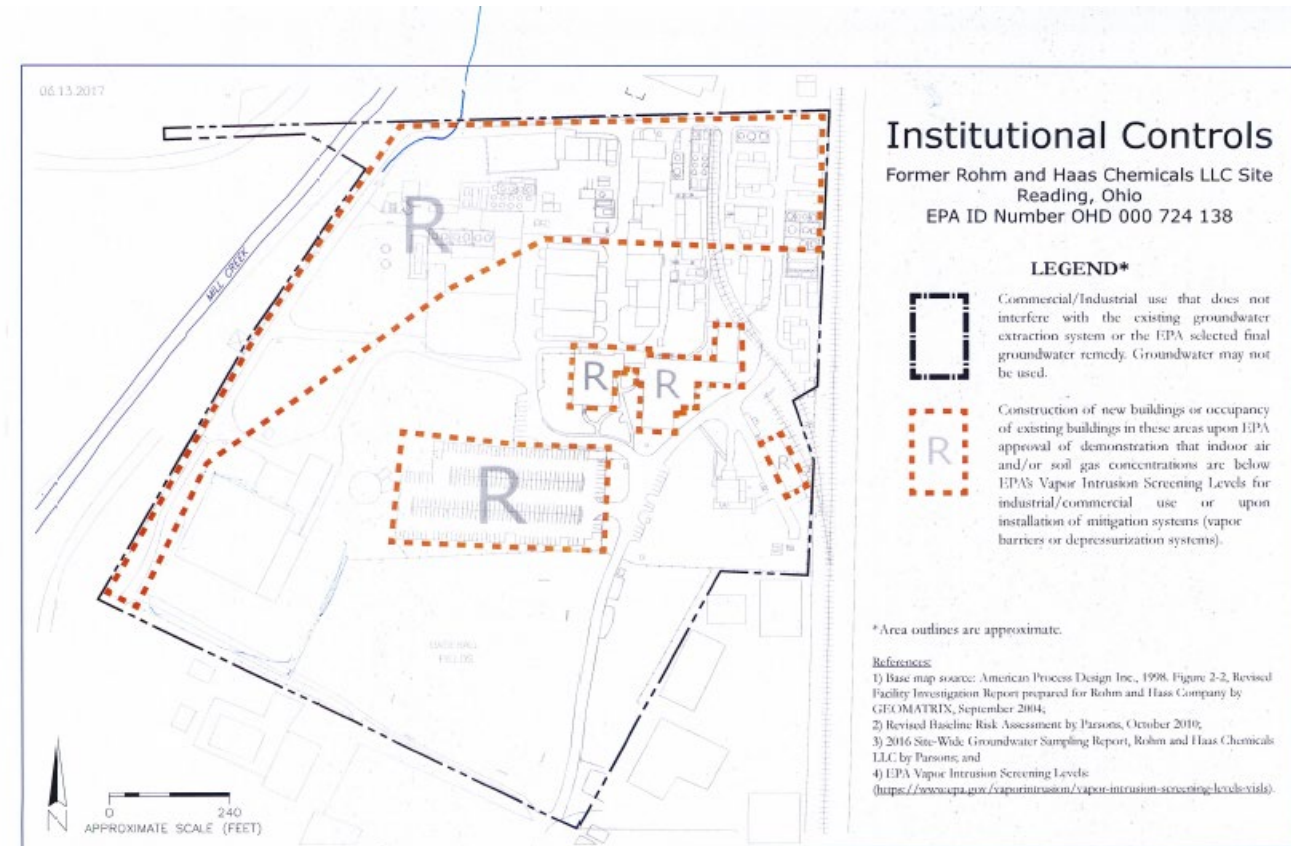 06.13.2017
Institutional Controls
Former Rohm and Haas Chemicals LLC Site
Reading, Ohio
EPA ID Number OHD 000 724 138
LEGEND*
Commercial/Industrial use that does not
interfere with the existing groundwater
extraction system or the EPA selected final
groundwater remedy. Groundwater may not
be used.
R
Construction of new buildings or occupancy
of existing buildings in these areas upon EPA
approval of demonstration that indoor air
and/or soil gas concentrations are below
EPA's Vapor Intrusion Screening Levels for
industrial/commercial use or upon
installation of mitigation systems (vapor
barriers or depressurization systems).
*Area outlines are approximate.
References:
1) Base map source: American Process Design Inc., 1998. Figure 2-2, Revised
Facility Investigation Report prepared for Rohm and Hass Company by
GEOMATRIX, September 2004;
2) Revised Baseline Risk Assessment by Parsons, October 2010;
3) 2016 Site-Wide Groundwater Sampling Report, Rohm and Haas Chemicals
LLC by Parsons; and
4) EPA Vapor Intrusion Screening Levels:
(https://www.epa.gov/vaporintrusion/vapor-intrusion-screening-levels-visls).
R
MILL CREEK
R
R
R
R
BASEBALL
FIELDS
N
0 240
APPROXIMATE SCALE (FEET)